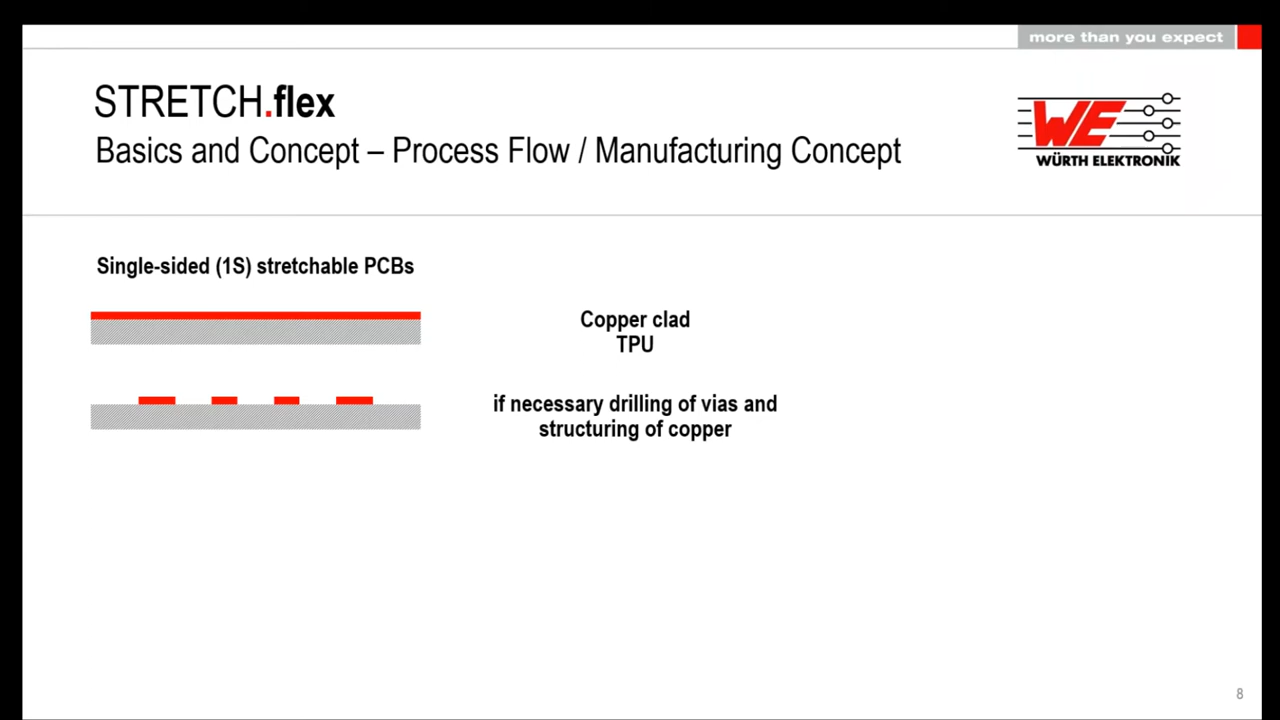 more than you expect
STRETCH.flex
Basics and Concept – Process Flow / Manufacturing Concept
WE
WÜRTH ELEKTRONIK
Single-sided (1S) stretchable PCBs
Copper clad
TPU
if necessary drilling of vias and
structuring of copper
8